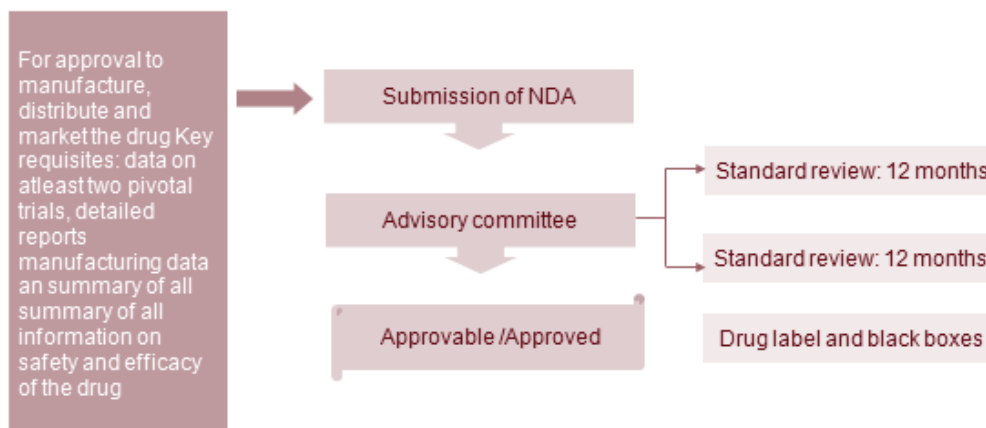 For approval to
manufacture,
distribute and
market the drug Key
requisites: data on
atleast two pivotal
trials, detailed
reports
manufacturing data
an summary of all
summary of all
information on
safety and efficacy
of the drug
Submission of NDA
Advisory committee
Standard review: 12 months
Standard review: 12 months
Approvable /Approved
Drug label and black boxes